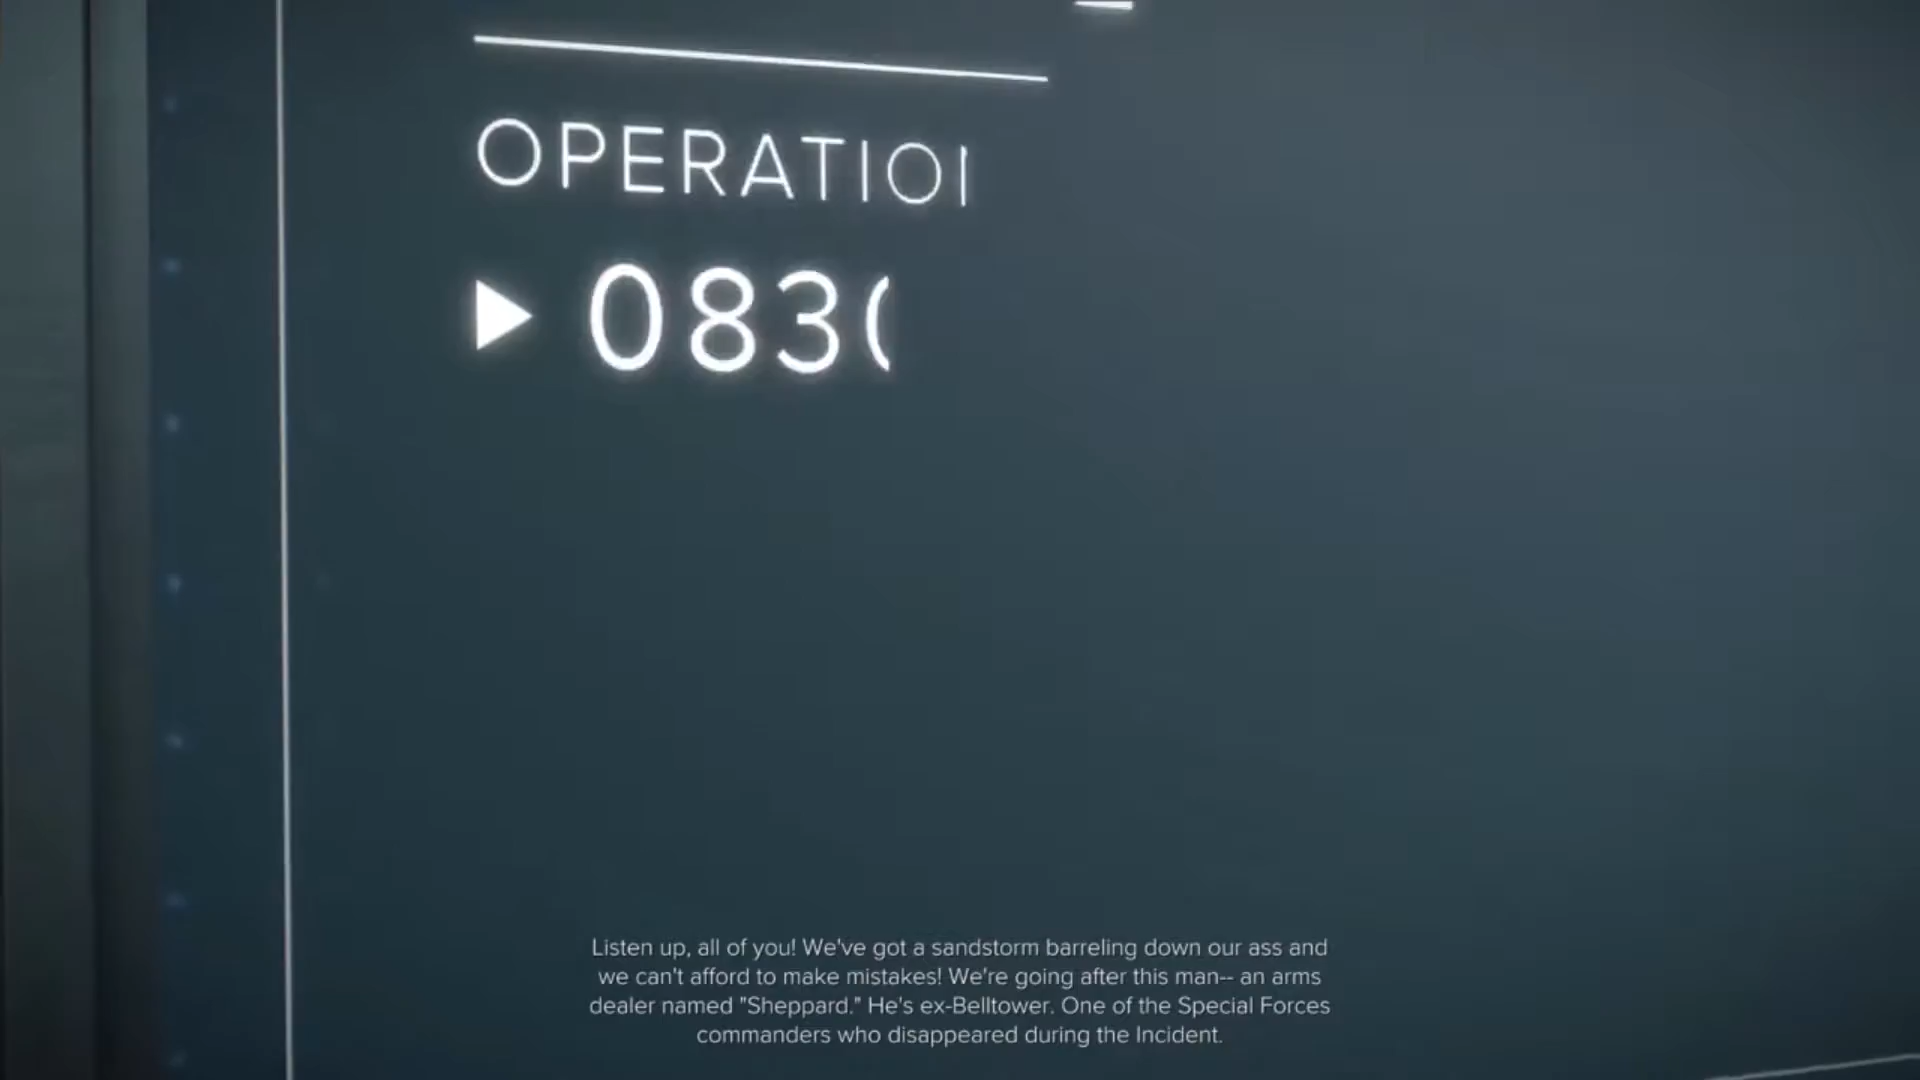 OPERATIO
083
Listen up, all of you! We've got a sandstorm barreling down our ass and
we can't afford to make mistakes! We're going after this man-- an arms
dealer named "Sheppard." He's ex-Belltower. One of the Special Forces
commanders who disappeared during the Incident.